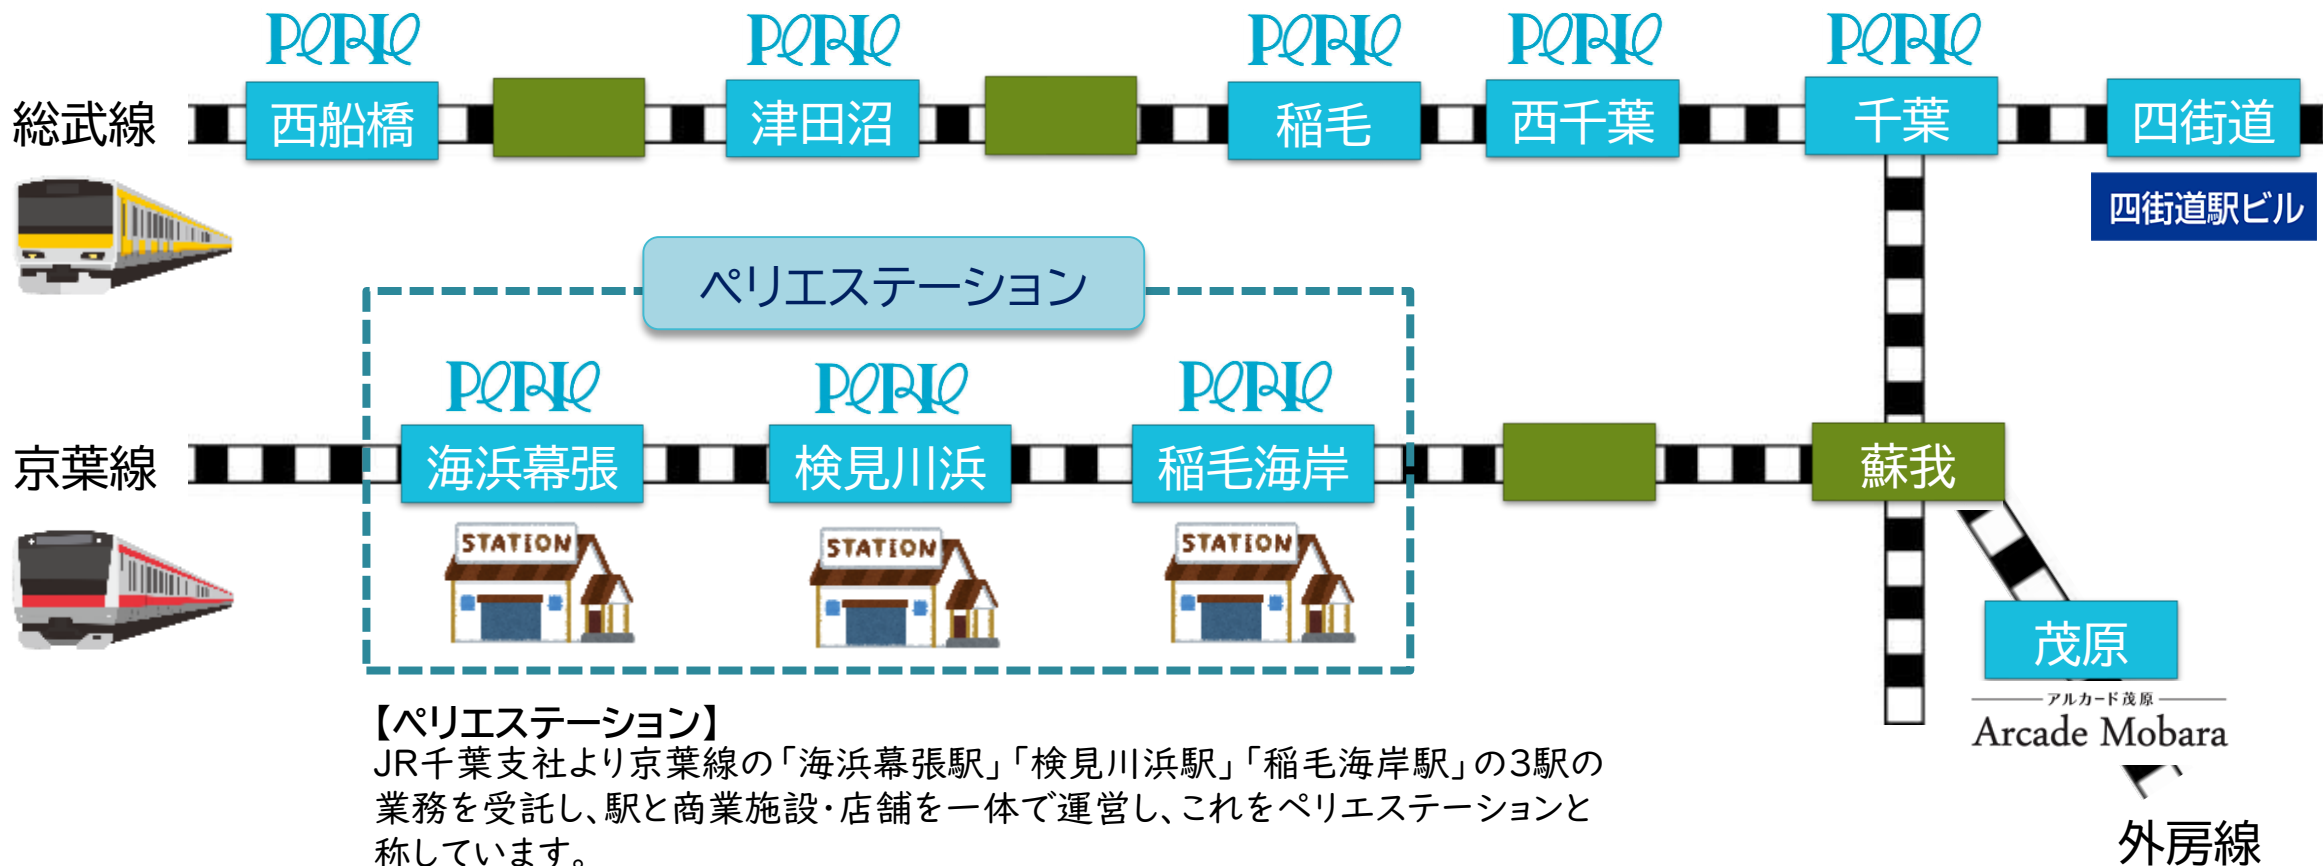 PERIE
PERIE
PERIE
PERIE
PERIE
総武線
西船橋
津田沼
稲毛
西千葉
千葉
四街道
四街道駅ビル
ペリエステーション
PERIE
PERIE
PERIE
京葉線
海浜幕張
検見川浜
稲毛海岸
蘇我
STATION
STATION
STATION
茂原
アルカード茂原
Arcade Mobara
【ペリエステーション】
JR千葉支社より京葉線の「海浜幕張駅」「検見川浜駅」「稲毛海岸駅」の3駅の
業務を受託し、駅と商業施設・店舗を一体で運営し、これをペリエステーションと
称しています。
外房線